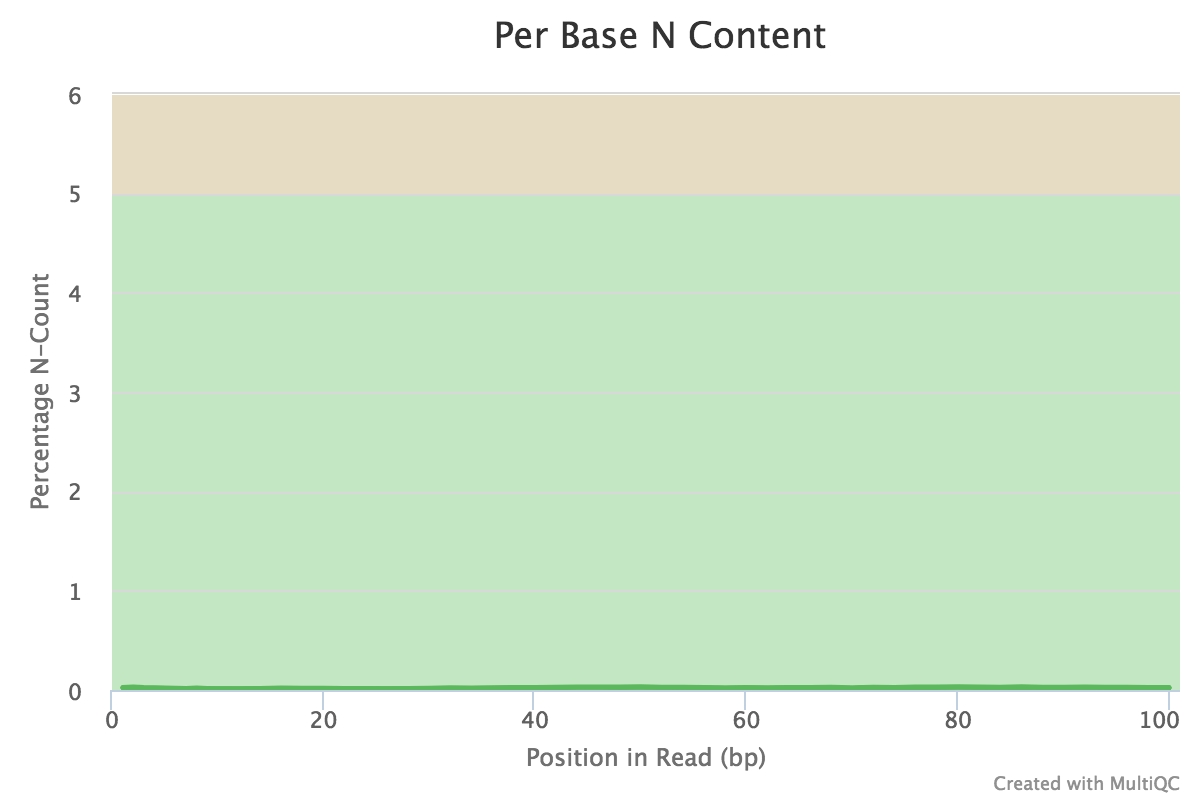 Per Base N Content
6
5
4
3
2
1
0
Percentage N-Count
0 20 40 60 80 100
Position in Read (bp)
Created with MultiQC